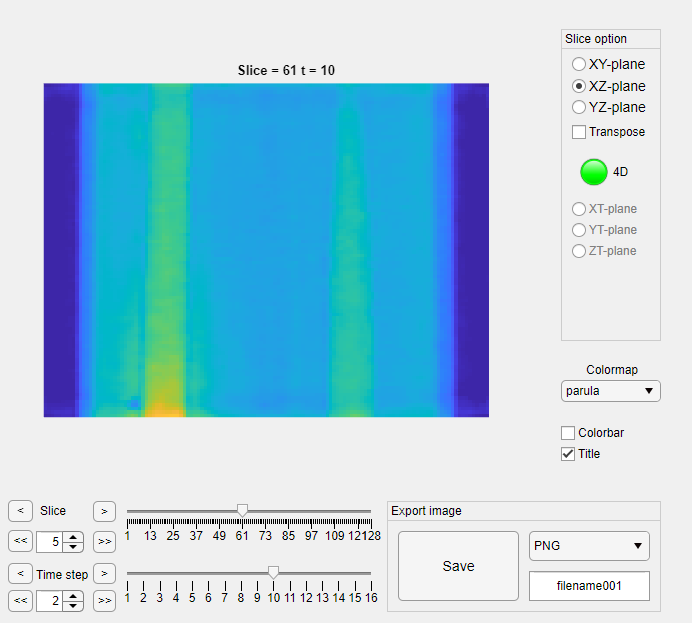 Slice option
Slice = 61 t = 10
XY-plane
XZ-plane
YZ-plane
Transpose
4D
XT-plane
YT-plane
ZT-plane
Colormap
parula
Colorbar
Title
< Slice >
<< 5 >>
1 13 25 37 49 61 73 85 97 109 121 128
< Time step >
<< 2 >>
1 2 3 4 5 6 7 8 9 10 11 12 13 14 15 16
Export image
Save
PNG
filename001